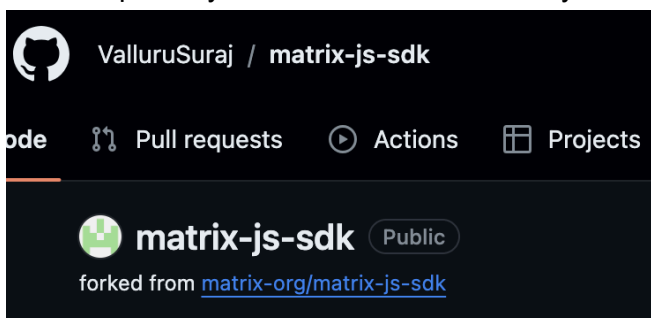 ValluruSuraj / matrix-js-sdk
ode Pull requests Actions Projects
matrix-js-sdk Public
forked from matrix-org/matrix-js-sdk